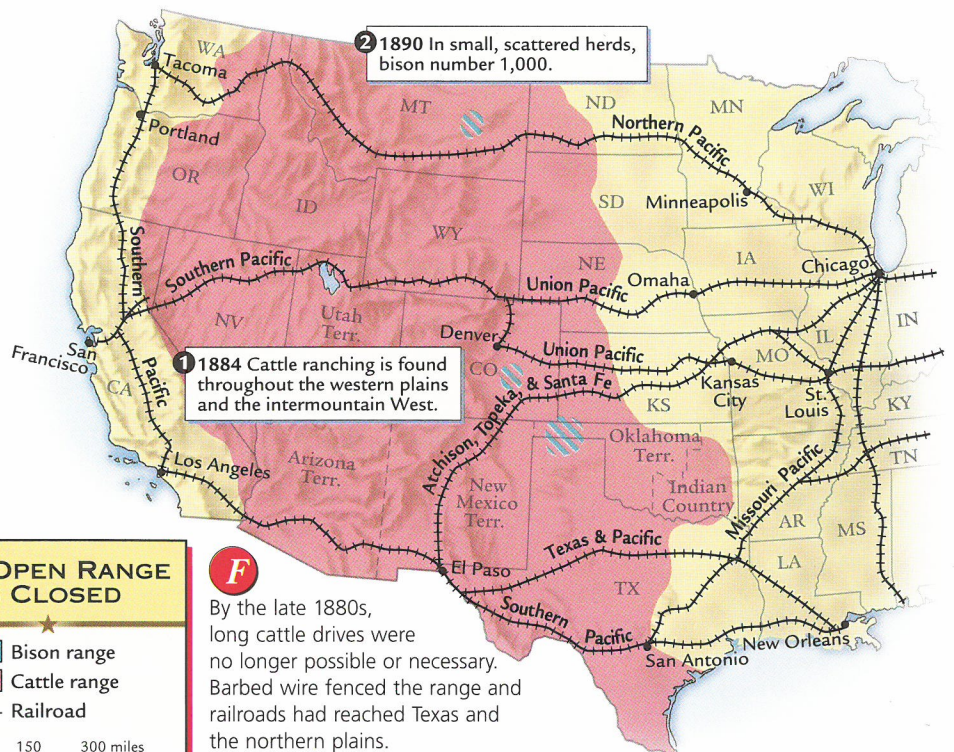 2 1890 In small, scattered herds,
bison number 1,000.
WA
Tacoma
MT
ND
MN
Northern Pacific
Portland
OR
ID
SD
Minneapolis
WI
WY
Southern
Southern Pacific
NE
IA
Chicago
Union Pacific
Omaha
NV
Utah
Terr.
Denver
Union Pacific
IL
IN
San
Francisco
1 1884 Cattle ranching is found
throughout the western plains
and the intermountain West.
CO
MO
Kansas
City
St.
Louis
CA
Pacific
Atchison, Topeka, & Santa Fe
KS
KY
Los Angeles
Arizona
Terr.
New
Mexico
Terr.
Oklahoma
Terr.
Indian
Country
Missouri Pacific
TN
AR
MS
Texas & Pacific
LA
El Paso
TX
Southern Pacific
San Antonio
New Orleans
OPEN RANGE
CLOSED
Bison range
Cattle range
Railroad
150 300 miles
F
By the late 1880s,
long cattle drives were
no longer possible or necessary.
Barbed wire fenced the range and
railroads had reached Texas and
the northern plains.